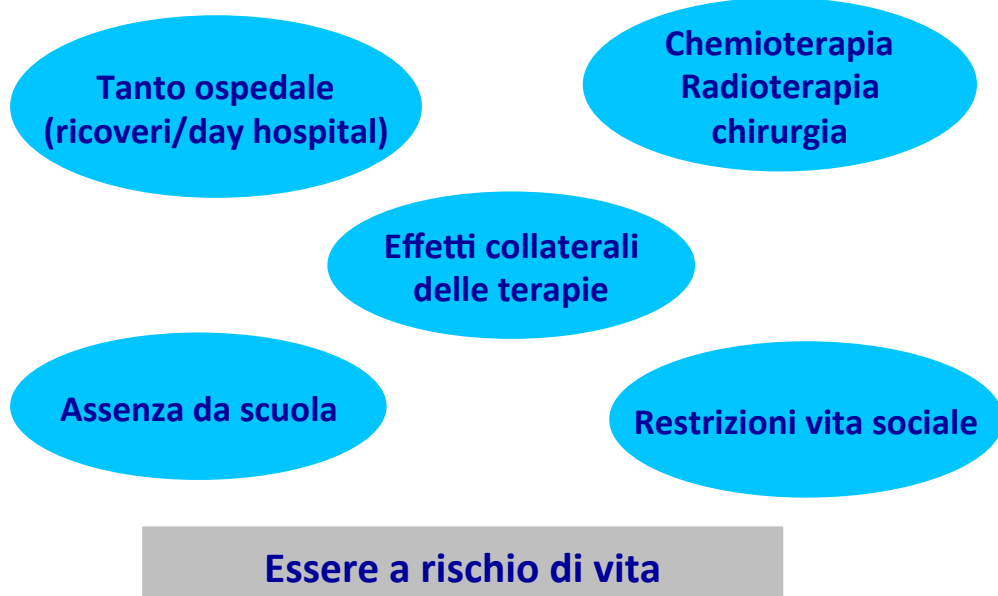 Tanto ospedale
(ricoveri/day hospital)
Chemioterapia
Radioterapia
chirurgia
Effetti collaterali
delle terapie
Assenza da scuola
Restrizioni vita sociale
Essere a rischio di vita